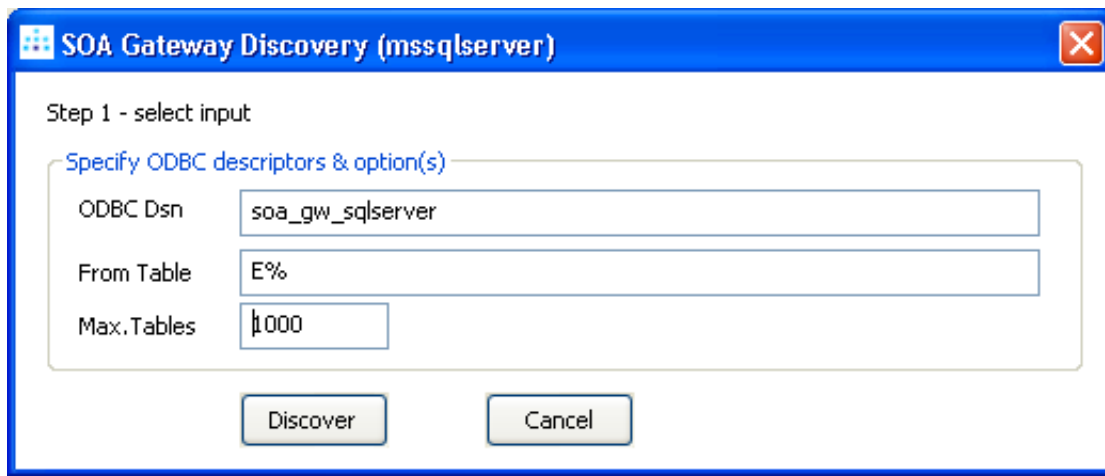 SOA Gateway Discovery (mssqlserver)
Step 1 - select input
Specify ODBC descriptors & option(s)
ODBC Dsn soa_gw_sqlserver
From Table E%
Max.Tables 1000
Discover Cancel